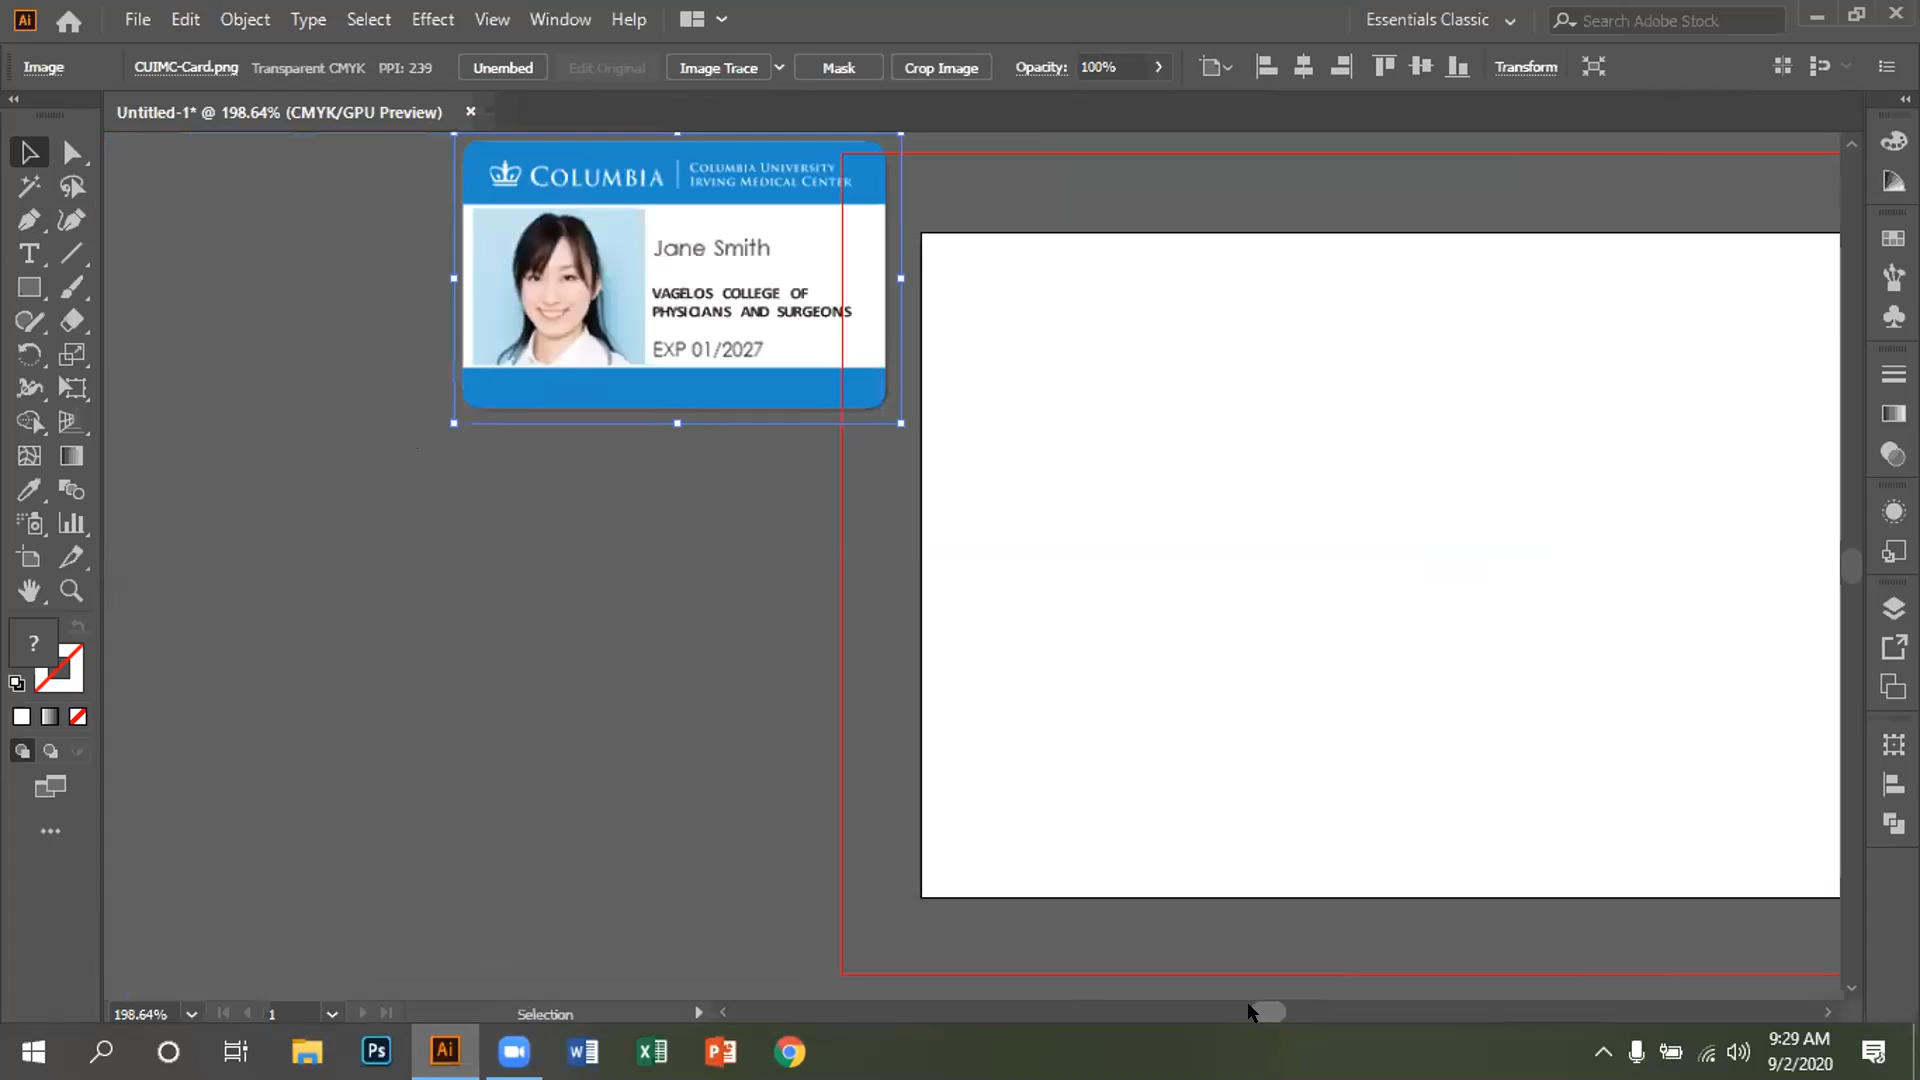 Ai File Edit Object Type Select Effect View Window Help Essentials Classic Search Adobe Stock
Image CUIMC-Card.png Transparent CMYK PPI: 239 Unembed Edit Original Image Trace Mask Crop Image Opacity: 100% Transform
Untitled-1* @ 198.64% (CMYK/GPU Preview)
COLUMBIA COLUMBIA UNIVERSITY
IRVING MEDICAL CENTER
Jane Smith
VAGELOS COLLEGE OF
PHYSICIANS AND SURGEONS
EXP 01/2027
?
198.64% 1 Selection
Ps Ai
9:29 AM
9/2/2020